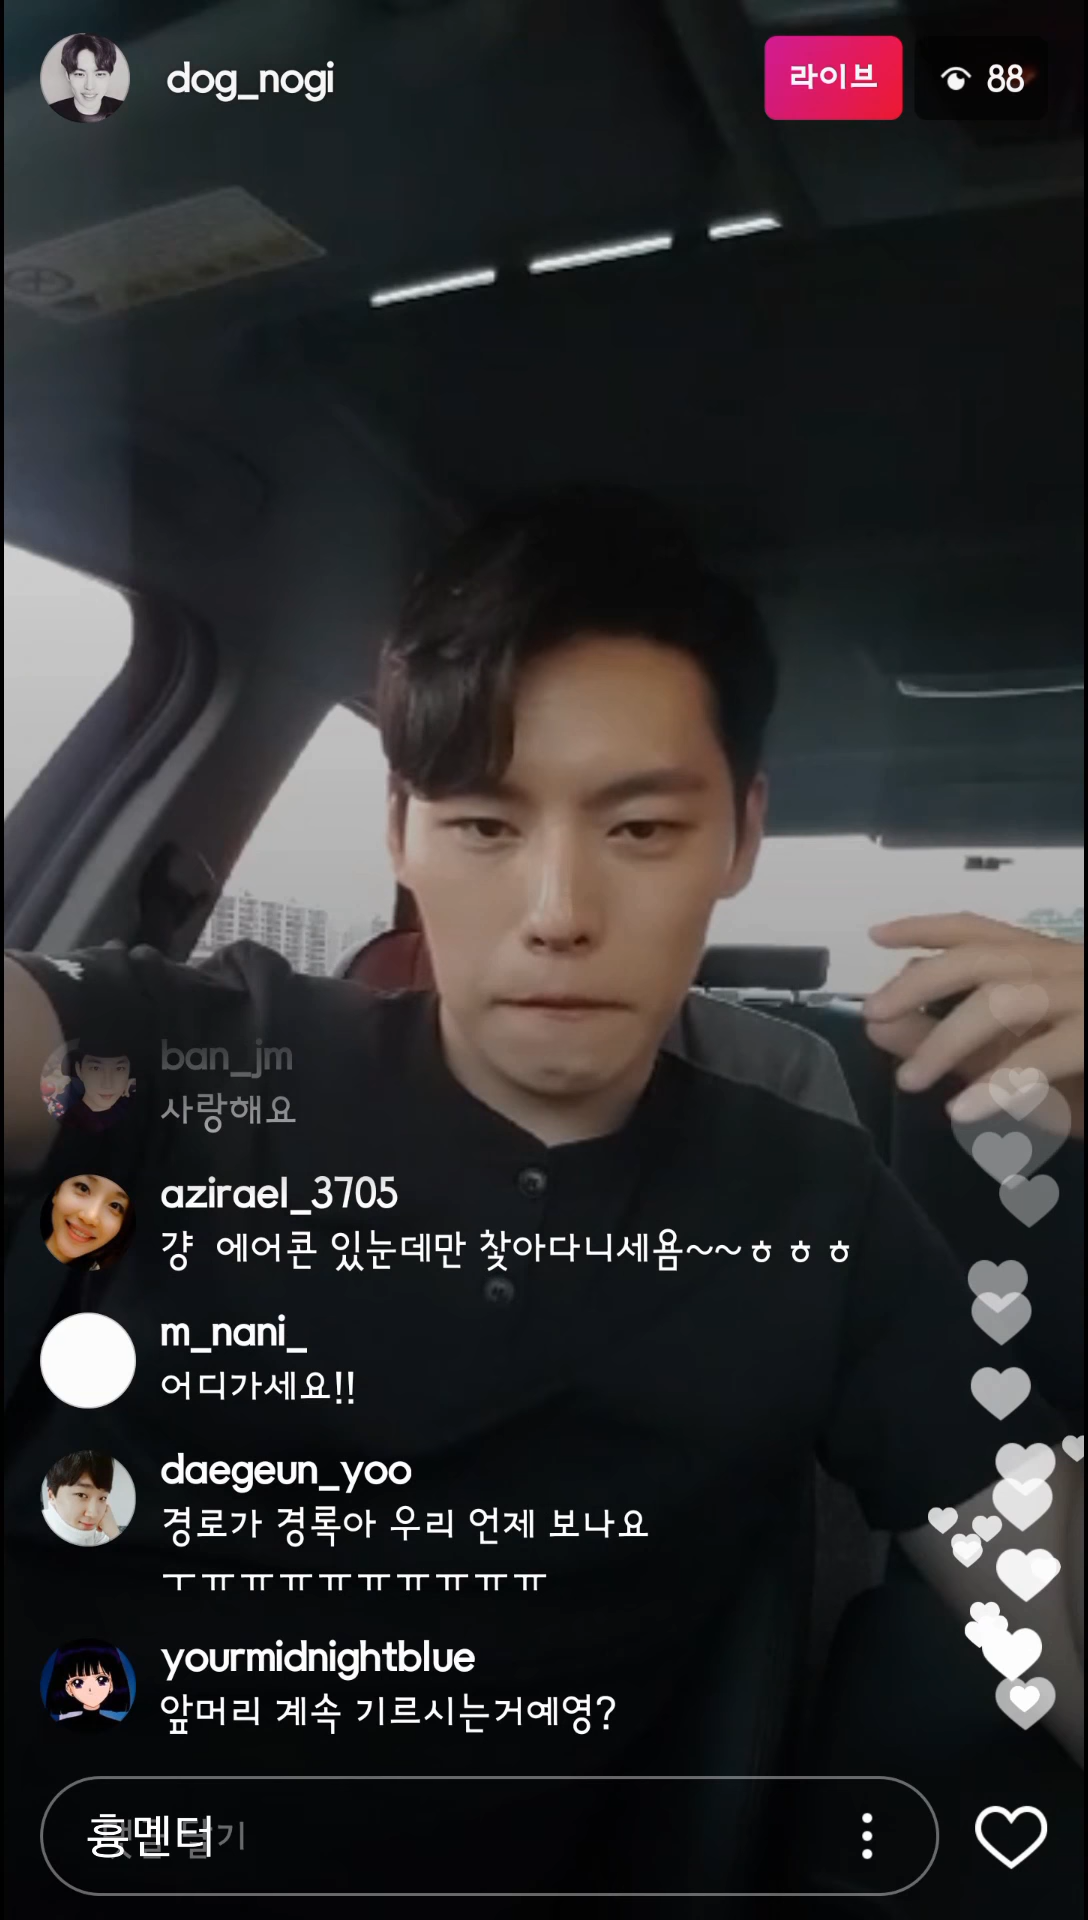 dog_nogi
라이브
88
ban_jm
사랑해요
azirael_3705
걍 에어콘 있눈데만 찾아다니세욤~~ㅎㅎㅎ
m_nani_
어디가세요!!
daegeun_yoo
경로가 경록아 우리 언제 보나요
ㅜㅠㅠㅠㅠㅠㅠㅠㅠㅠ
yourmidnightblue
앞머리 계속 기르시는거예영?
흉멘터